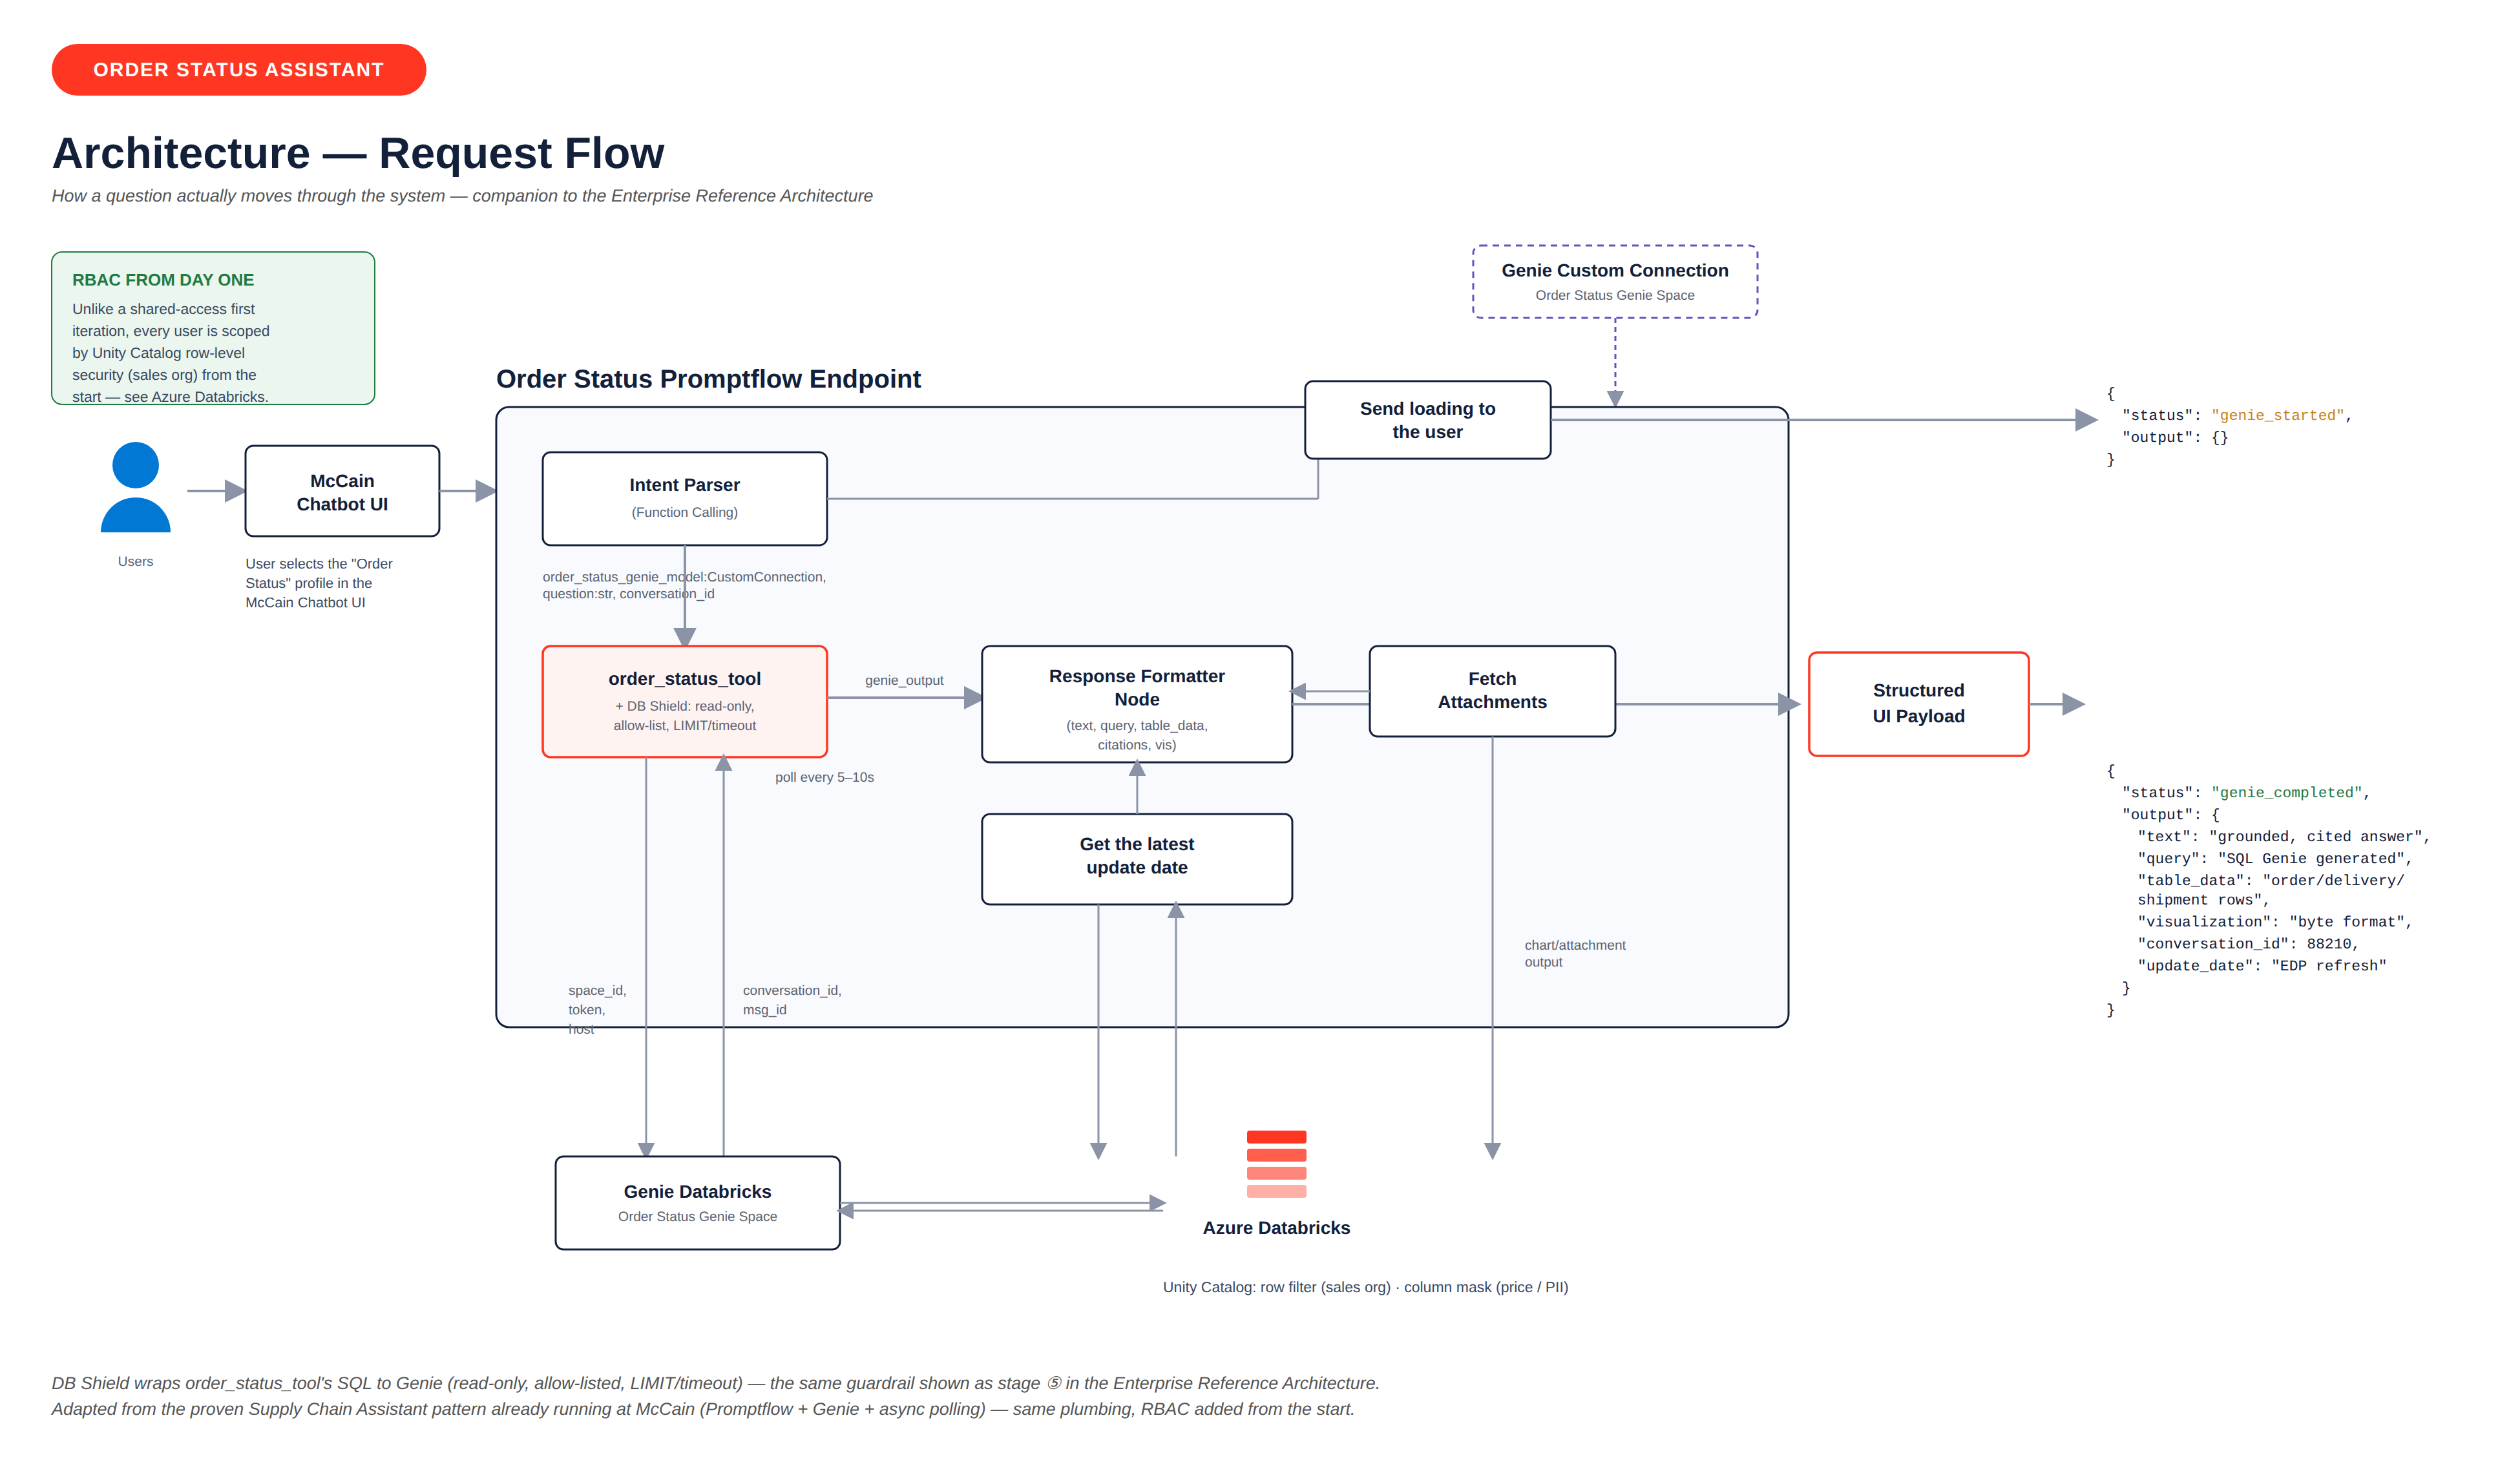 ORDER STATUS ASSISTANT
Architecture — Request Flow
How a question actually moves through the system — companion to the Enterprise Reference Architecture
RBAC FROM DAY ONE
Unlike a shared-access first
iteration, every user is scoped
by Unity Catalog row-level
security (sales org) from the
start — see Azure Databricks.
Genie Custom Connection
Order Status Genie Space
Order Status Promptflow Endpoint
Send loading to
the user
{
"status": "genie_started",
"output": {}
}
Users
McCain
Chatbot UI
User selects the "Order
Status" profile in the
McCain Chatbot UI
Intent Parser
(Function Calling)
order_status_genie_model:CustomConnection,
question:str, conversation_id
order_status_tool
+ DB Shield: read-only,
allow-list, LIMIT/timeout
genie_output
poll every 5–10s
Response Formatter
Node
(text, query, table_data,
citations, vis)
Fetch
Attachments
Structured
UI Payload
Get the latest
update date
{
"status": "genie_completed",
"output": {
"text": "grounded, cited answer",
"query": "SQL Genie generated",
"table_data": "order/delivery/
shipment rows",
"visualization": "byte format",
"conversation_id": 88210,
"update_date": "EDP refresh"
}
}
chart/attachment
output
space_id,
token,
host
conversation_id,
msg_id
Genie Databricks
Order Status Genie Space
Azure Databricks
Unity Catalog: row filter (sales org) · column mask (price / PII)
DB Shield wraps order_status_tool's SQL to Genie (read-only, allow-listed, LIMIT/timeout) — the same guardrail shown as stage ⑤ in the Enterprise Reference Architecture.
Adapted from the proven Supply Chain Assistant pattern already running at McCain (Promptflow + Genie + async polling) — same plumbing, RBAC added from the start.